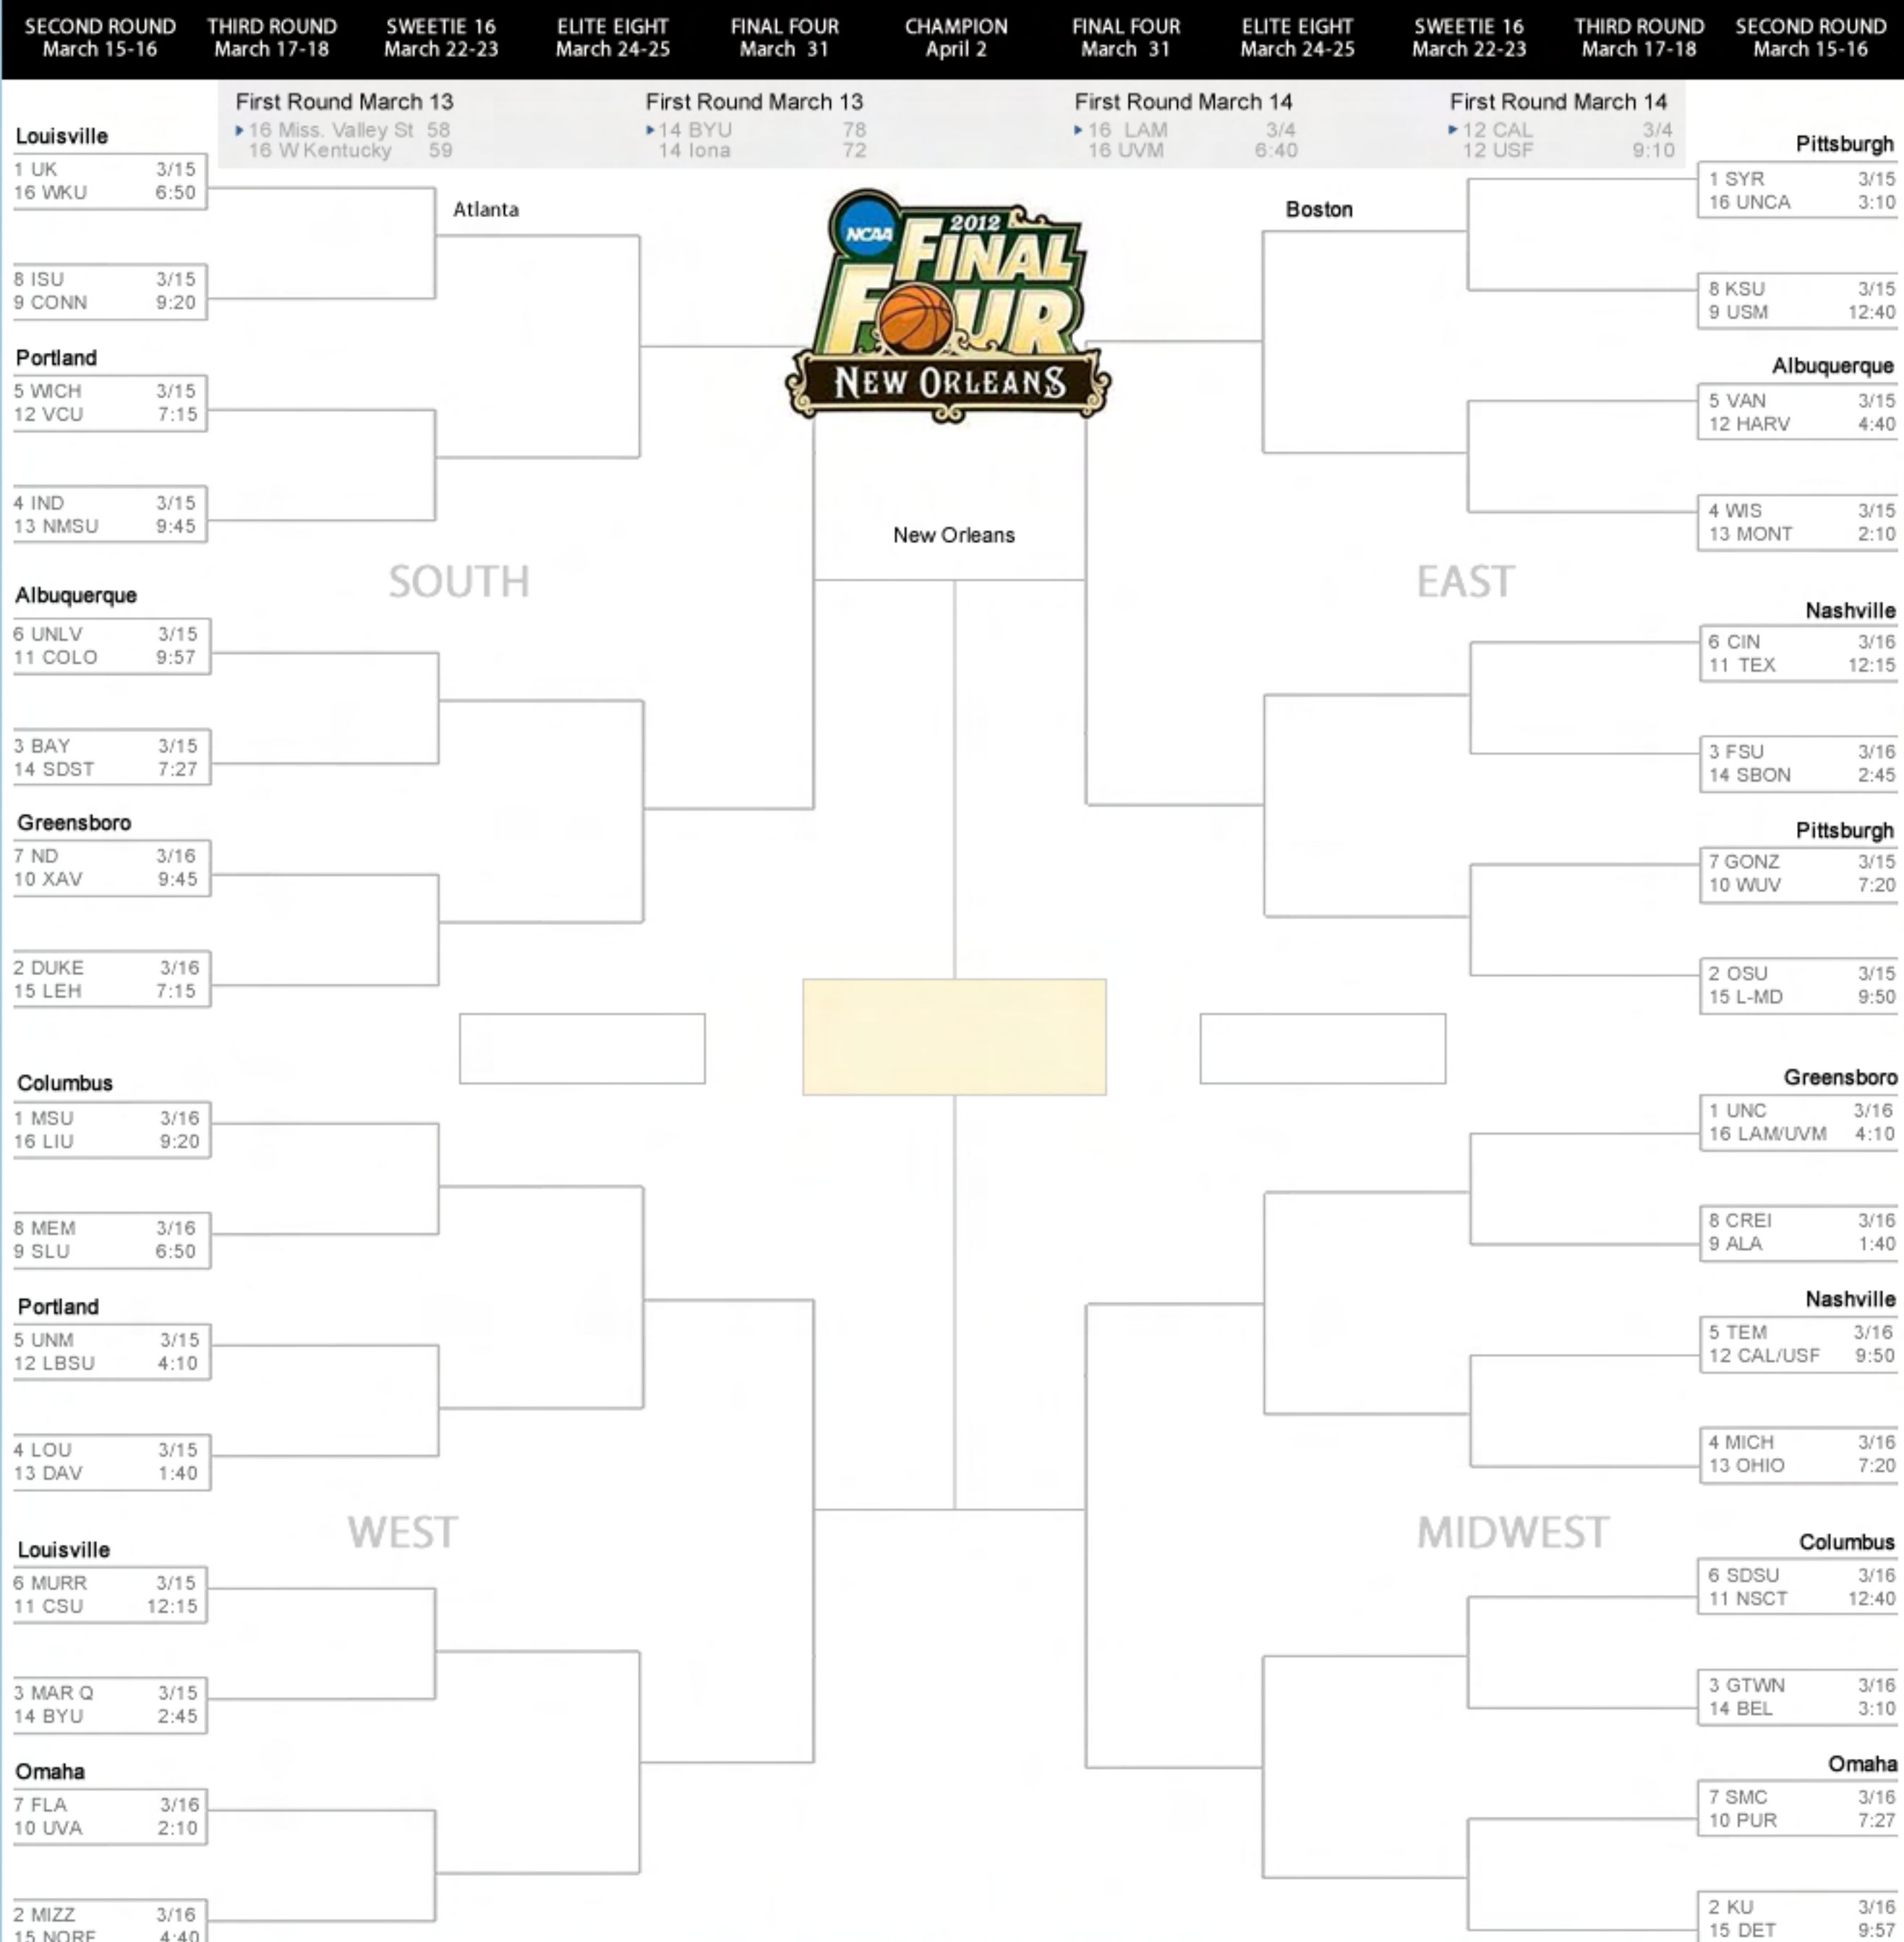 SECOND ROUND
March 15-16
THIRD ROUND
March 17-18
SWEETIE 16
March 22-23
ELITE EIGHT
March 24-25
FINAL FOUR
March 31
CHAMPION
April 2
FINAL FOUR
March 31
ELITE EIGHT
March 24-25
SWEETIE 16
March 22-23
THIRD ROUND
March 17-18
SECOND ROUND
March 15-16
First Round March 13
16 Miss. Valley St 58
16 W Kentucky 59
First Round March 13
14 BYU 78
14 Iona 72
First Round March 14
16 LAM 3/4
16 UVM 6:40
First Round March 14
12 CAL 3/4
12 USF 9:10
Louisville
1 UK 3/15
16 WKU 6:50
8 ISU 3/15
9 CONN 9:20
Portland
5 WICH 3/15
12 VCU 7:15
4 IND 3/15
13 NMSU 9:45
Atlanta
SOUTH
Albuquerque
6 UNLV 3/15
11 COLO 9:57
3 BAY 3/15
14 SDST 7:27
Greensboro
7 ND 3/16
10 XAV 9:45
2 DUKE 3/16
15 LEH 7:15
Columbus
1 MSU 3/16
16 LIU 9:20
8 MEM 3/16
9 SLU 6:50
Portland
5 UNM 3/15
12 LBSU 4:10
4 LOU 3/15
13 DAV 1:40
WEST
Louisville
6 MURR 3/15
11 CSU 12:15
3 MAR Q 3/15
14 BYU 2:45
Omaha
7 FLA 3/16
10 UVA 2:10
2 MIZZ 3/16
15 NORF 4:40
NCAA
2012
FINAL
FOUR
NEW ORLEANS
New Orleans
Boston
Pittsburgh
1 SYR 3/15
16 UNCA 3:10
8 KSU 3/15
9 USM 12:40
Albuquerque
5 VAN 3/15
12 HARV 4:40
4 WIS 3/15
13 MONT 2:10
EAST
Nashville
6 CIN 3/16
11 TEX 12:15
3 FSU 3/16
14 SBON 2:45
Pittsburgh
7 GONZ 3/15
10 WUV 7:20
2 OSU 3/15
15 L-MD 9:50
Greensboro
1 UNC 3/16
16 LAM/UVM 4:10
8 CREI 3/16
9 ALA 1:40
Nashville
5 TEM 3/16
12 CAL/USF 9:50
4 MICH 3/16
13 OHIO 7:20
MIDWEST
Columbus
6 SDSU 3/16
11 NSCT 12:40
3 GTWN 3/16
14 BEL 3:10
Omaha
7 SMC 3/16
10 PUR 7:27
2 KU 3/16
15 DET 9:57